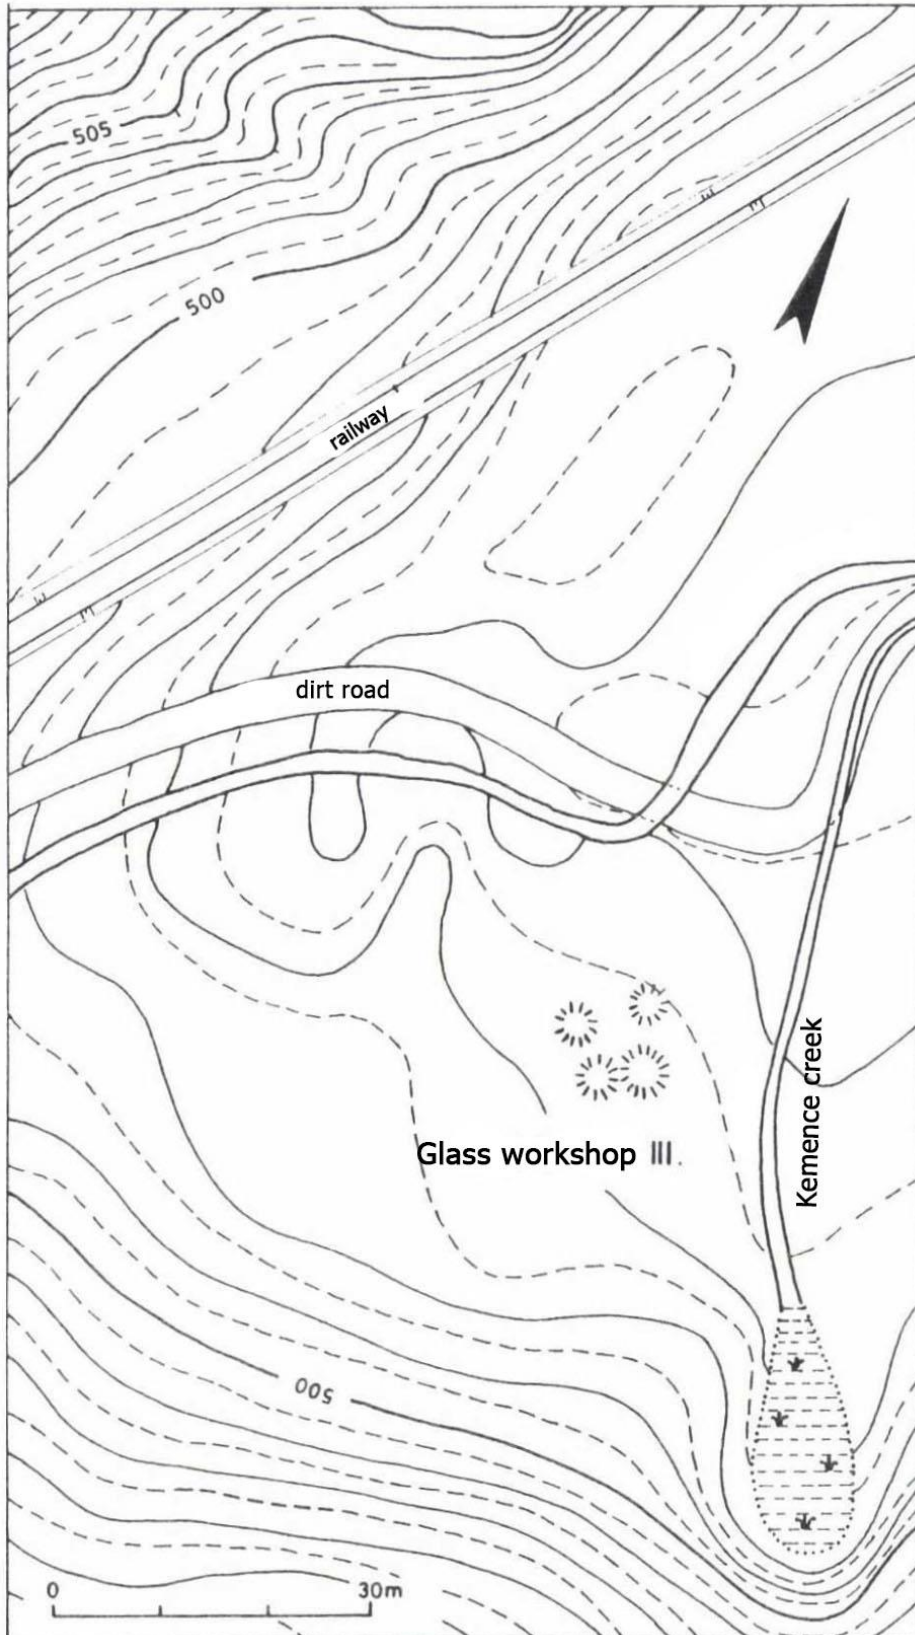 505
500
railway
dirt road
Kemence creek
Glass workshop III.
500
0 30m